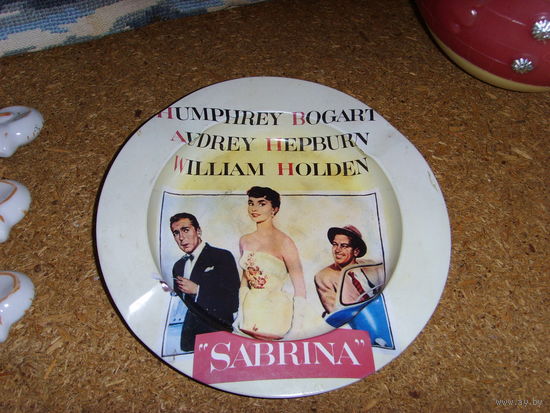 HUMPHREY BOGART
AUDREY HEPBURN
WILLIAM HOLDEN
"SABRINA"
www.ay.by